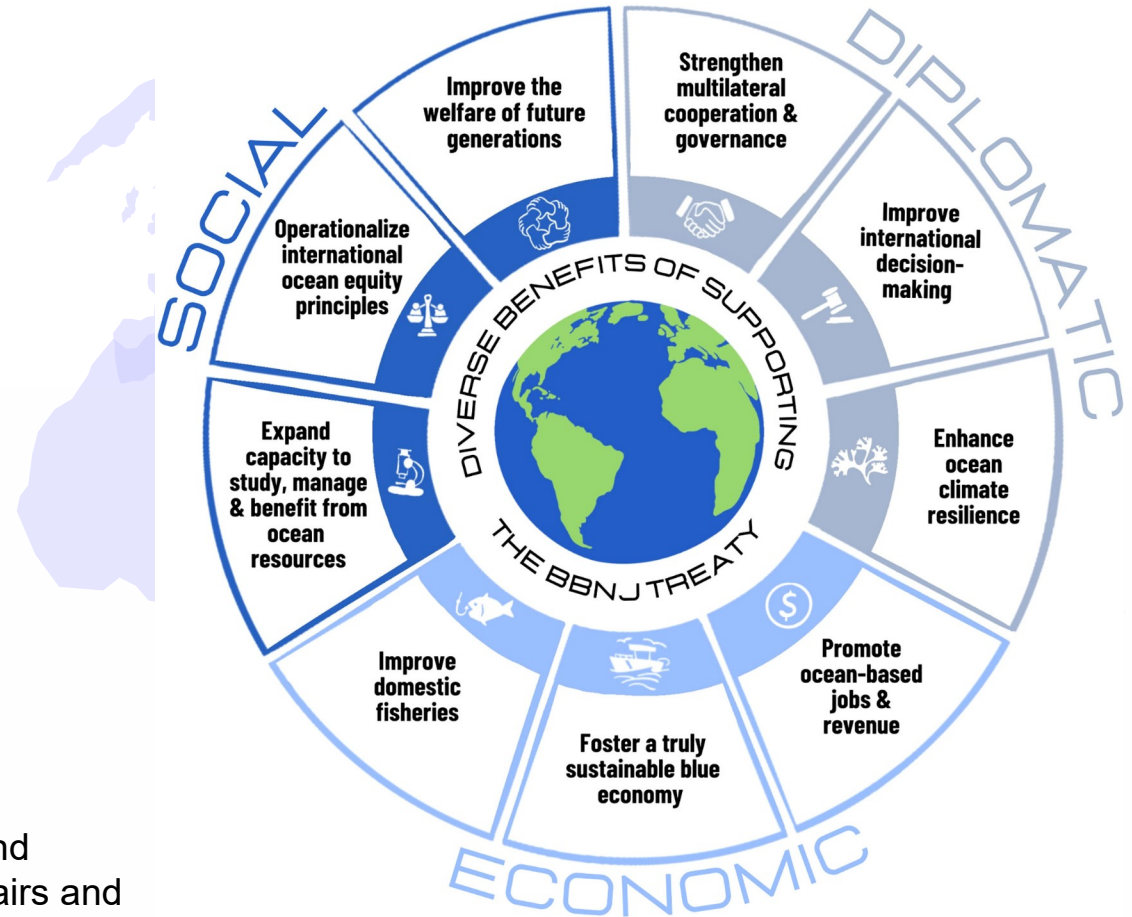 SOCIAL
DIPLOMATIC
ECONOMIC
DIVERSE BENEFITS OF SUPPORTING
THE BBNJ TREATY
Improve the
welfare of future
generations
Strengthen
multilateral
cooperation &
governance
Improve
international
decision-
making
Enhance
ocean
climate
resilience
Promote
ocean-based
jobs &
revenue
Foster a truly
sustainable blue
economy
Improve
domestic
fisheries
Expand
capacity to
study, manage
& benefit from
ocean
resources
Operationalize
international
ocean equity
principles
$
and